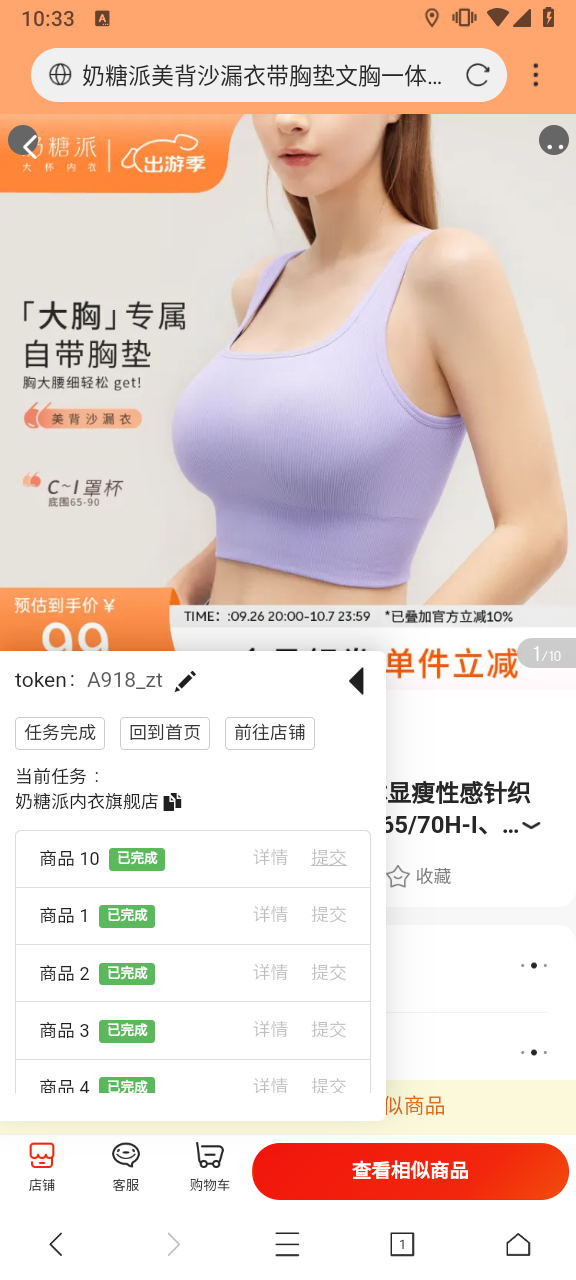 10:33
A
奶糖派美背沙漏衣带胸垫文胸一体...
奶糖派
大杯内衣
出游季
「大胸」专属
自带胸垫
胸大腰细轻松 get!
美背沙漏衣
C~I 罩杯
底围65-90
预估到手价 ¥
99
TIME: :09.26 20:00-10.7 23:59 *已叠加官方立减10%
单件立减
1/10
token: A918_zt
任务完成 回到首页 前往店铺
当前任务 :
奶糖派内衣旗舰店
显瘦性感针织
65/70H-I、...
收藏
商品 10 已完成 详情 提交
商品 1 已完成 详情 提交
商品 2 已完成 详情 提交
商品 3 已完成 详情 提交
商品 4 已完成 详情 提交
似商品
店铺 客服 购物车 查看相似商品
1